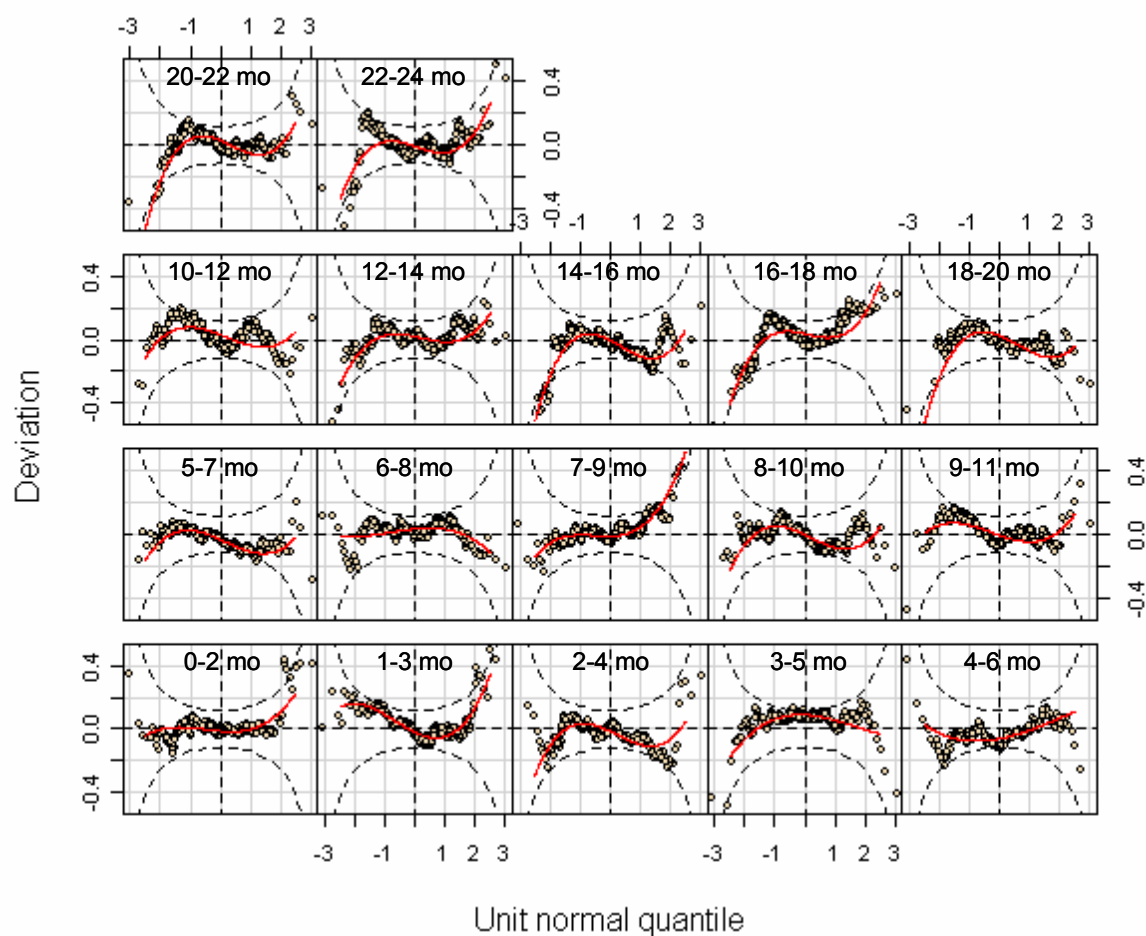 -3 -1 1 2 3
20-22 mo 22-24 mo
0.4
0.0
-0.4
-3 -1 1 2 3 -3 -1 1 2 3
10-12 mo 12-14 mo 14-16 mo 16-18 mo 18-20 mo
0.4
0.0
-0.4
Deviation
5-7 mo 6-8 mo 7-9 mo 8-10 mo 9-11 mo
0.4
0.0
-0.4
0-2 mo 1-3 mo 2-4 mo 3-5 mo 4-6 mo
0.4
0.0
-0.4
-3 -1 1 2 3 -3 -1 1 2 3
Unit normal quantile